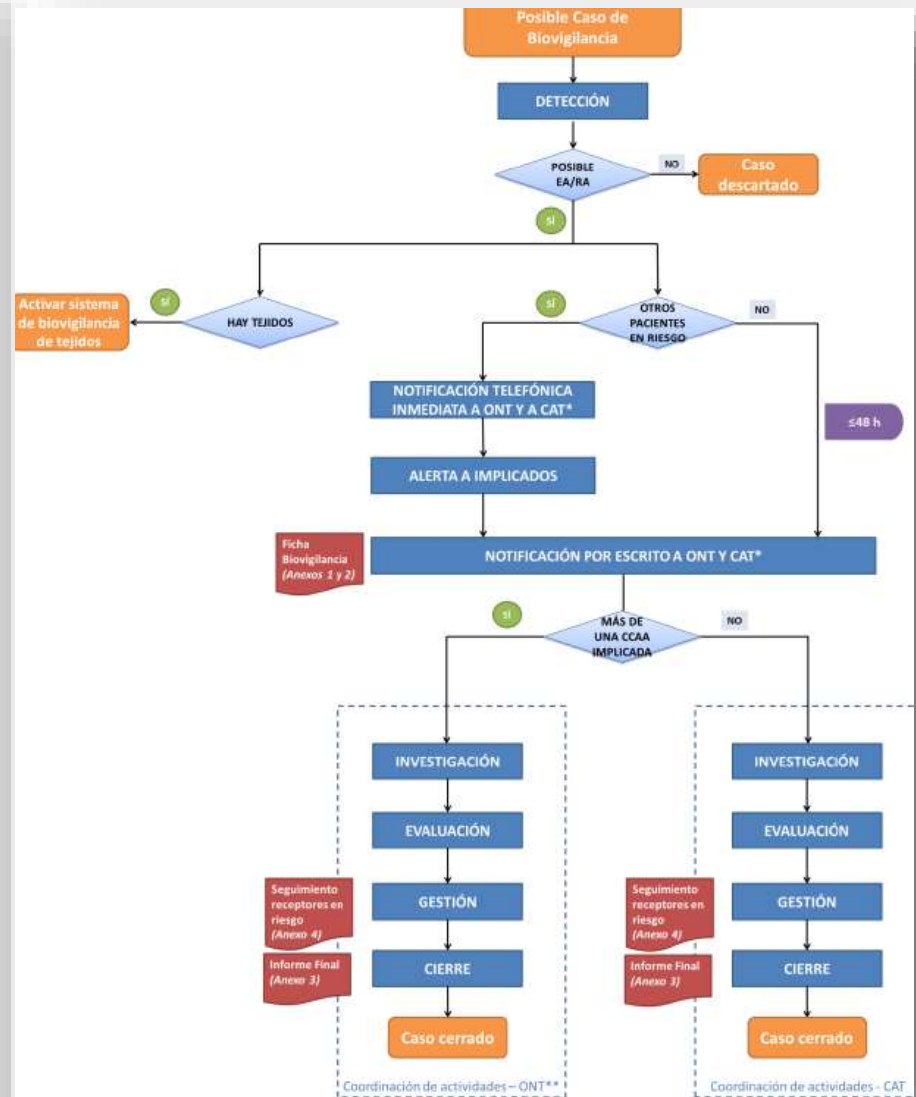 Posible Caso de
Biovigilancia
DETECCIÓN
POSIBLE
EA/RA
NO
Caso
descartado
sí
Activar sistema
de biovigilancia
de tejidos
sí
HAY TEJIDOS
sí
OTROS
PACIENTES
EN RIESGO
NO
NOTIFICACIÓN TELEFÓNICA
INMEDIATA A ONT Y A CAT*
≤48 h
ALERTA A IMPLICADOS
Ficha
Biovigilancia
(Anexos 1 y 2)
NOTIFICACIÓN POR ESCRITO A ONT Y CAT*
sí
MÁS DE
UNA CCAA
IMPLICADA
NO
INVESTIGACIÓN
EVALUACIÓN
Seguimiento
receptores en
riesgo
(Anexo 4)
GESTIÓN
Informe Final
(Anexo 3)
CIERRE
Caso cerrado
Coordinación de actividades – ONT**
INVESTIGACIÓN
EVALUACIÓN
Seguimiento
receptores en
riesgo
(Anexo 4)
GESTIÓN
Informe Final
(Anexo 3)
CIERRE
Caso cerrado
Coordinación de actividades - CAT